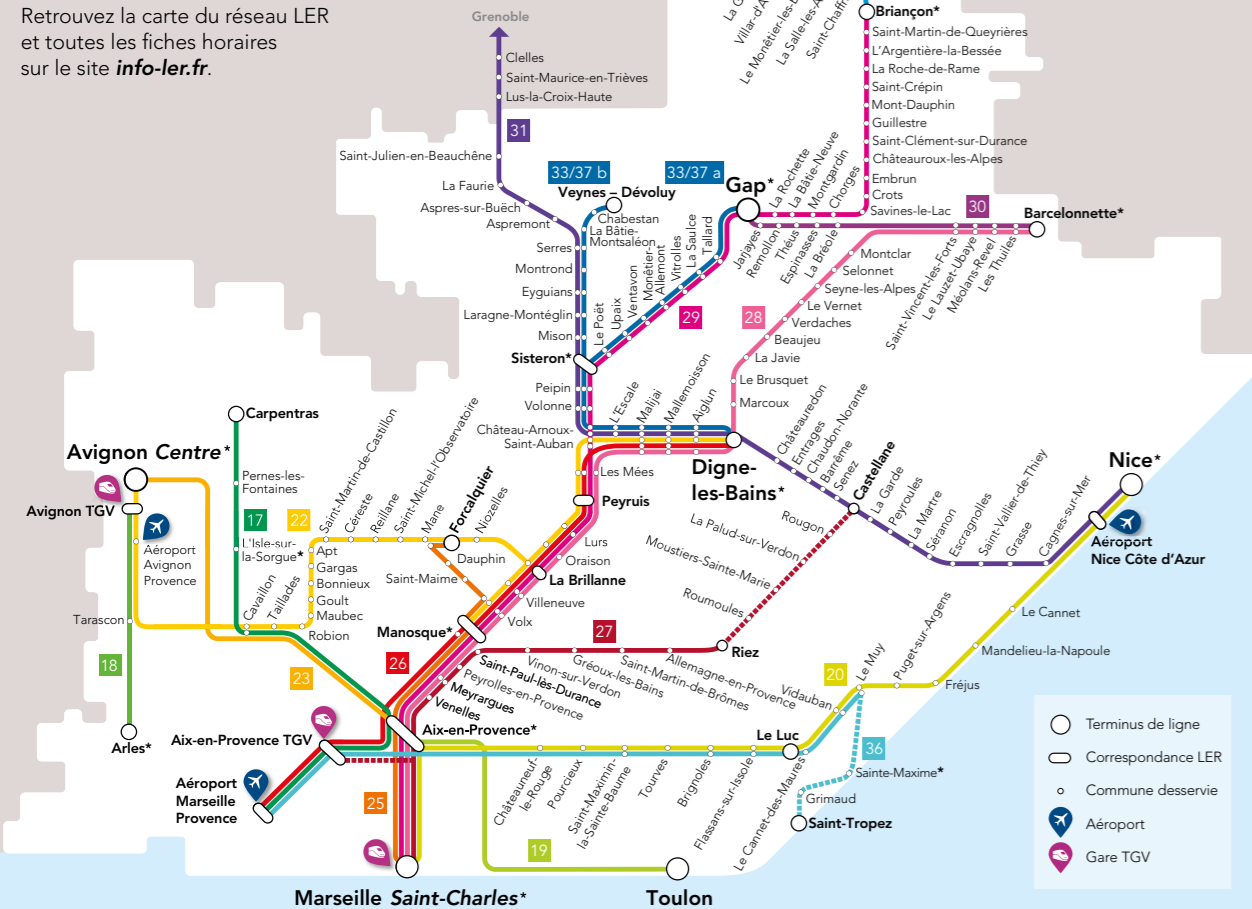 Retrouvez la carte du réseau LER
et toutes les fiches horaires
sur le site info-ler.fr.
Grenoble
Clelles
Saint-Maurice-en-Trièves
Lus-la-Croix-Haute
31
Saint-Julien-en-Beauchêne
La Faurie
Aspres-sur-Buëch
Aspremont
Serres
Montrond
Eyguians
Laragne-Montéglin
Mison
Sisteron*
Peipin
Volonne
Château-Arnoux-
Saint-Auban
33/37 b
Veynes – Dévoluy
Chabestan
La Bâtie-
Montsaléon
33/37 a
Gap*
Le Poët
Upaix
Ventavon
Monêtier-
Allemont
Vitrolles
La Saulce
Tallard
29
La Rochette
La Bâtie-Neuve
Montgardin
Chorges
Jarjayes
Remollon
Théus
Espinasses
La Bréole
Le Monêtier-les-B
La Salle-les-A
Saint-Chaffr
Villar-d'A
La G
Briançon*
Saint-Martin-de-Queyrières
L'Argentière-la-Bessée
La Roche-de-Rame
Saint-Crépin
Mont-Dauphin
Guillestre
Saint-Clément-sur-Durance
Châteauroux-les-Alpes
Embrun
Crots
Savines-le-Lac
30
Barcelonnette*
Saint-Vincent-les-Forts
Le Lauzet-Ubaye
Méolans-Revel
Les Thuiles
28
Montclar
Selonnet
Seyne-les-Alpes
Le Vernet
Verdaches
Beaujeu
La Javie
Le Brusquet
Marcoux
L'Escale
Malijai
Mallemoisson
Aiglun
Digne-
les-Bains*
Châteauredon
Entrages
Chaudon-Norante
Barrême
Senez
Castellane
La Garde
Peyroules
La Martre
Séranon
Escragnolles
Saint-Vallier-de-Thiey
Grasse
Cagnes-sur-Mer
Nice*
Aéroport
Nice Côte d'Azur
Carpentras
Pernes-les-
Fontaines
17
L'Isle-sur-
la-Sorgue*
Avignon Centre*
Avignon TGV
Aéroport
Avignon
Provence
Tarascon
18
Arles*
22
Saint-Martin-de-Castillon
Céreste
Reillane
Saint-Michel-l'Observatoire
Mane
Forcalquier
Niozelles
Apt
Gargas
Bonnieux
Goult
Maubec
Robion
Cavaillon
Taillades
Dauphin
Saint-Maime
Les Mées
Peyruis
Lurs
Oraison
La Brillanne
Villeneuve
Volx
Manosque*
23
26
27
Rougon
La Palud-sur-Verdon
Moustiers-Sainte-Marie
Roumoules
Riez
Saint-Paul-lès-Durance
Vinon-sur-Verdon
Gréoux-les-Bains
Saint-Martin-de-Brômes
Allemagne-en-Provence
Peyrolles-en-Provence
Meyrargues
Venelles
Aix-en-Provence*
Aix-en-Provence TGV
Aéroport
Marseille
Provence
25
Marseille Saint-Charles*
19
Toulon
Châteauneuf-
le-Rouge
Pourcieux
Saint-Maximin-
la-Sainte-Baume
Tourves
Brignoles
Flassans-sur-Issole
Le Luc
Le Cannet-des-Maures
Vidauban
20
Le Muy
Puget-sur-Argens
Fréjus
Mandelieu-la-Napoule
Le Cannet
36
Sainte-Maxime*
Grimaud
Saint-Tropez
Terminus de ligne
Correspondance LER
Commune desservie
Aéroport
Gare TGV